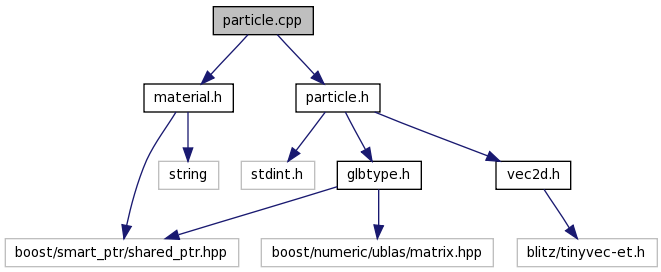 particle.cpp
material.h
particle.h
string
stdint.h
glbtype.h
vec2d.h
boost/smart_ptr/shared_ptr.hpp
boost/numeric/ublas/matrix.hpp
blitz/tinyvec-et.h